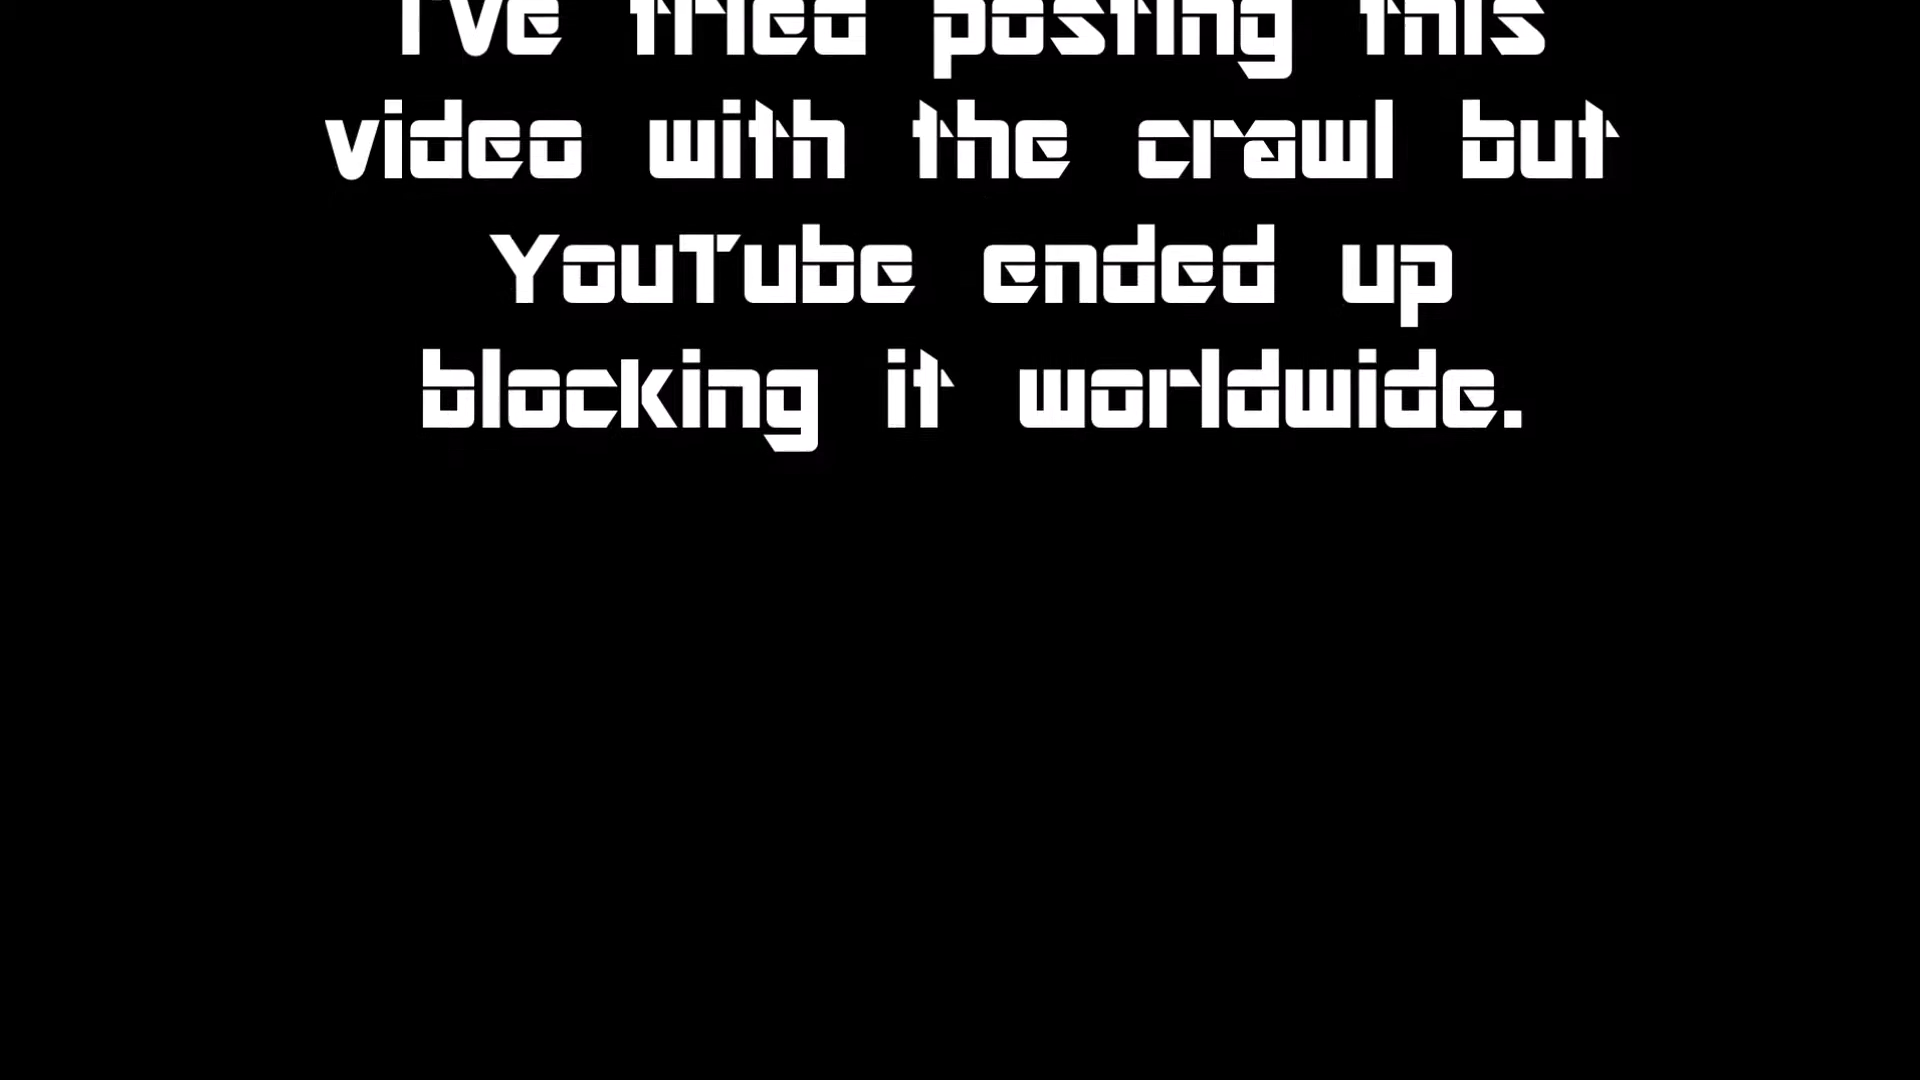 I've tried posting this
video with the crawl but
YouTube ended up
blocking it worldwide.